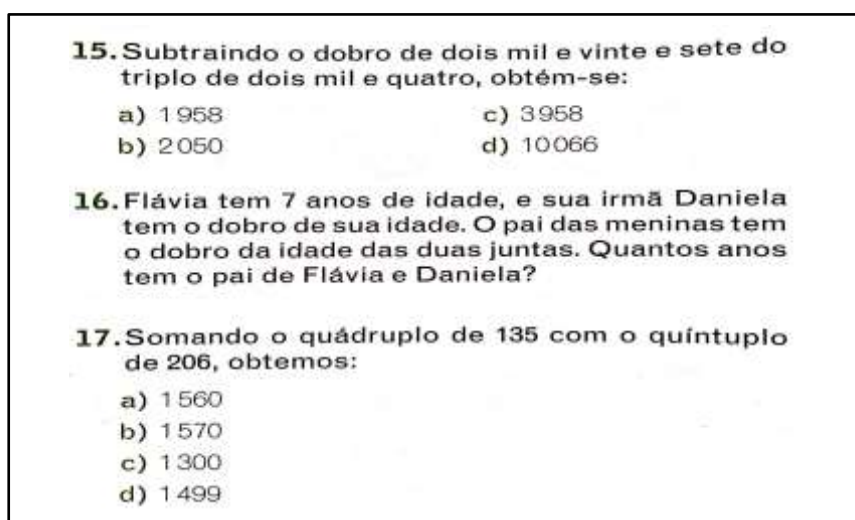 15. Subtraindo o dobro de dois mil e vinte e sete do
triplo de dois mil e quatro, obtém-se:
a) 1958 c) 3958
b) 2050 d) 10066
16. Flávia tem 7 anos de idade, e sua irmã Daniela
tem o dobro de sua idade. O pai das meninas tem
o dobro da idade das duas juntas. Quantos anos
tem o pai de Flávia e Daniela?
17. Somando o quádruplo de 135 com o quíntuplo
de 206, obtemos:
a) 1560
b) 1570
c) 1300
d) 1499